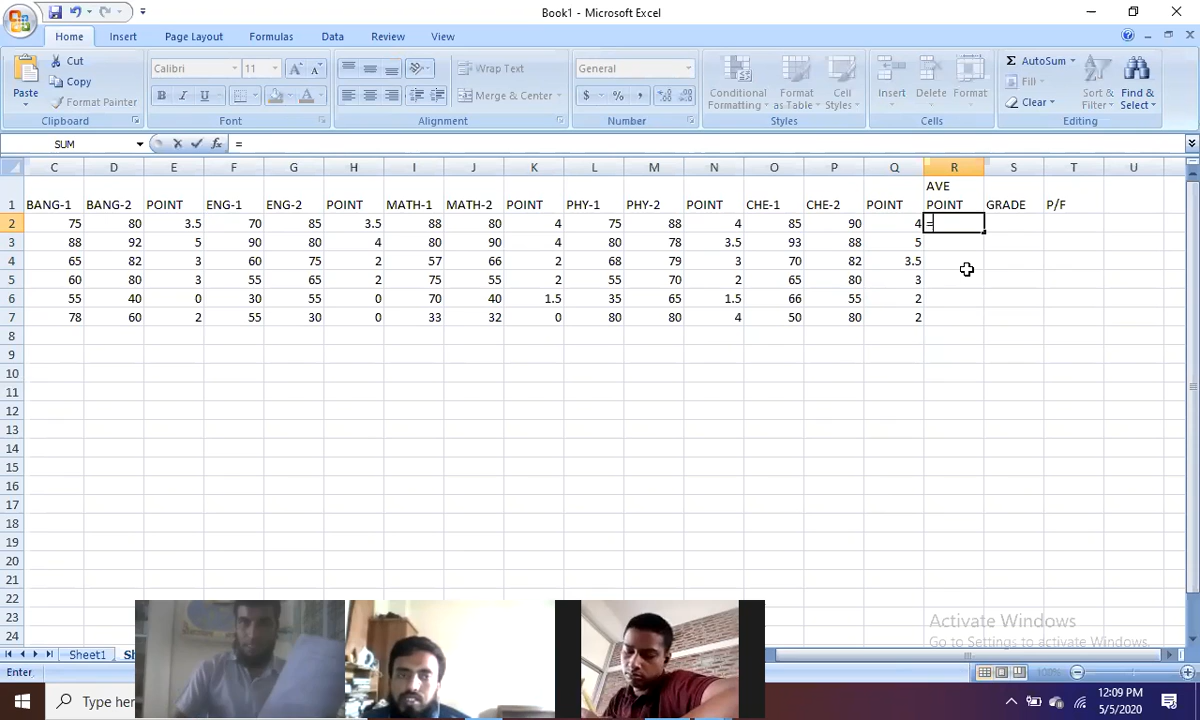 Book1 - Microsoft Excel
Home Insert Page Layout Formulas Data Review View
Paste
Cut
Copy
Format Painter
Calibri 11
B I U
Wrap Text
Merge & Center
General
$ % ,
Conditional Formatting
Format as Table
Cell Styles
Insert Delete Format
Σ AutoSum
Fill
Clear
Sort & Filter
Find & Select
Clipboard Font Alignment Number Styles Cells Editing
SUM =
C D E F G H I J K L M N O P Q R S T U
1 BANG-1 BANG-2 POINT ENG-1 ENG-2 POINT MATH-1 MATH-2 POINT PHY-1 PHY-2 POINT CHE-1 CHE-2 POINT AVE POINT GRADE P/F
2 75 80 3.5 70 85 3.5 88 80 4 75 88 4 85 90 4 =
3 88 92 5 90 80 4 80 90 4 80 78 3.5 93 88 5
4 65 82 3 60 75 2 57 66 2 68 79 3 70 82 3.5
5 60 80 3 55 65 2 75 55 2 55 70 2 65 80 3
6 55 40 0 30 55 0 70 40 1.5 35 65 1.5 66 55 2
7 78 60 2 55 30 0 33 32 0 80 80 4 50 80 2
8
9
10
11
12
13
14
15
16
17
18
19
20
21
22
23
24
Activate Windows
Go to Settings to activate Windows.
Sheet1
Enter 100%
Type her
12:09 PM
5/5/2020